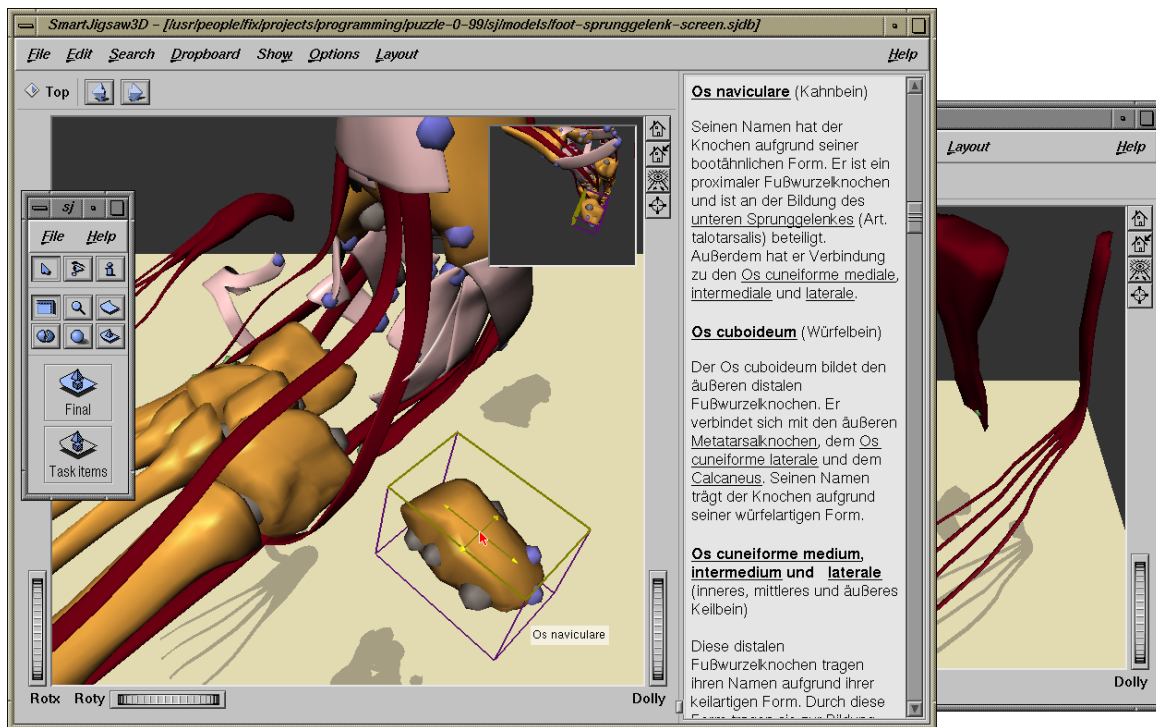 SmartJigsaw3D – [/usr/people/fix/projects/programming/puzzle-0-99/sj/models/foot-sprunggelenk-screen.sjdb]
File Edit Search Dropboard Show Options Layout Help
Top
sj
File Help
Final
Task items
Os naviculare
Rotx Roty
Dolly
Os naviculare (Kahnbein)
Seinen Namen hat der
Knochen aufgrund seiner
bootähnlichen Form. Er ist ein
proximaler Fußwurzelknochen
und ist an der Bildung des
unteren Sprunggelenkes (Art.
talotarsalis) beteiligt.
Außerdem hat er Verbindung
zu den Os cuneiforme mediale,
intermediale und laterale.
Os cuboideum (Würfelbein)
Der Os cuboideum bildet den
äußeren distalen
Fußwurzelknochen. Er
verbindet sich mit den äußeren
Metatarsalknochen, dem Os
cuneiforme laterale und dem
Calcaneus. Seinen Namen
trägt der Knochen aufgrund
seiner würfelartigen Form.
Os cuneiforme medium,
intermedium und laterale
(inneres, mittleres und äußeres
Keilbein)
Diese distalen
Fußwurzelknochen tragen
ihren Namen aufgrund ihrer
keilartigen Form. Durch diese
Form tragen sie zur Bildung
Layout Help
Dolly